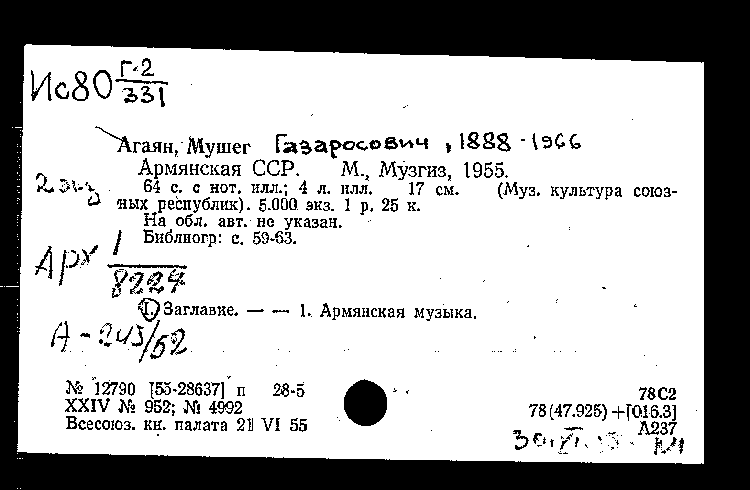 Ис80 Г-2
331
Агаян, Мушег Газаросович, 1888-1966
Армянская ССР. М., Музгиз, 1955.
2 экз
64 с. с нот. илл.; 4 л. илл. 17 см. (Муз. культура союз-
ных республик). 5.000 экз. 1 р. 25 к.
На обл. авт. не указан.
Библиогр: с. 59-63.
Арх 1
8224
I. Заглавие. — — 1. Армянская музыка.
А-243/52
№ 12790 [55-28637] п 28-5
78С2
XXIV № 952; № 4992
78(47.925)+[016.3]
Всесоюз. кн. палата 21 VI 55
А237